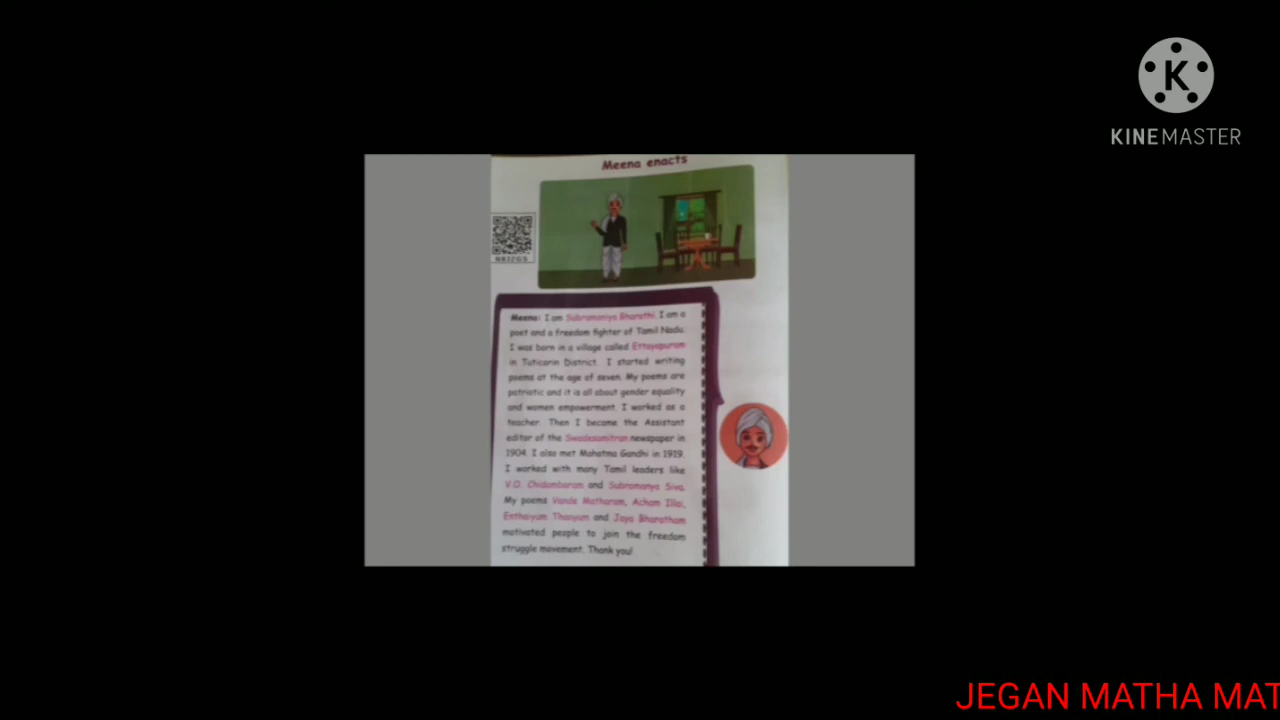 K
KINEMASTER
Meena enacts
N8J2G5
Meena: I am Subramaniya Bharathi. I am a
poet and a freedom fighter of Tamil Nadu.
I was born in a village called Ettayapuram
in Tuticorin District. I started writing
poems at the age of seven. My poems are
patriotic and it is all about gender equality
and women empowerment. I worked as a
teacher. Then I became the Assistant
editor of the Swadesamitran newspaper in
1904. I also met Mahatma Gandhi in 1919.
I worked with many Tamil leaders like
V.O. Chidambaram and Subramanya Siva.
My poems Vande Matharam, Acham Illai,
Enthaiyum Thaayum and Jaya Bharatham
motivated people to join the freedom
struggle movement. Thank you!
JEGAN MATHA MAT